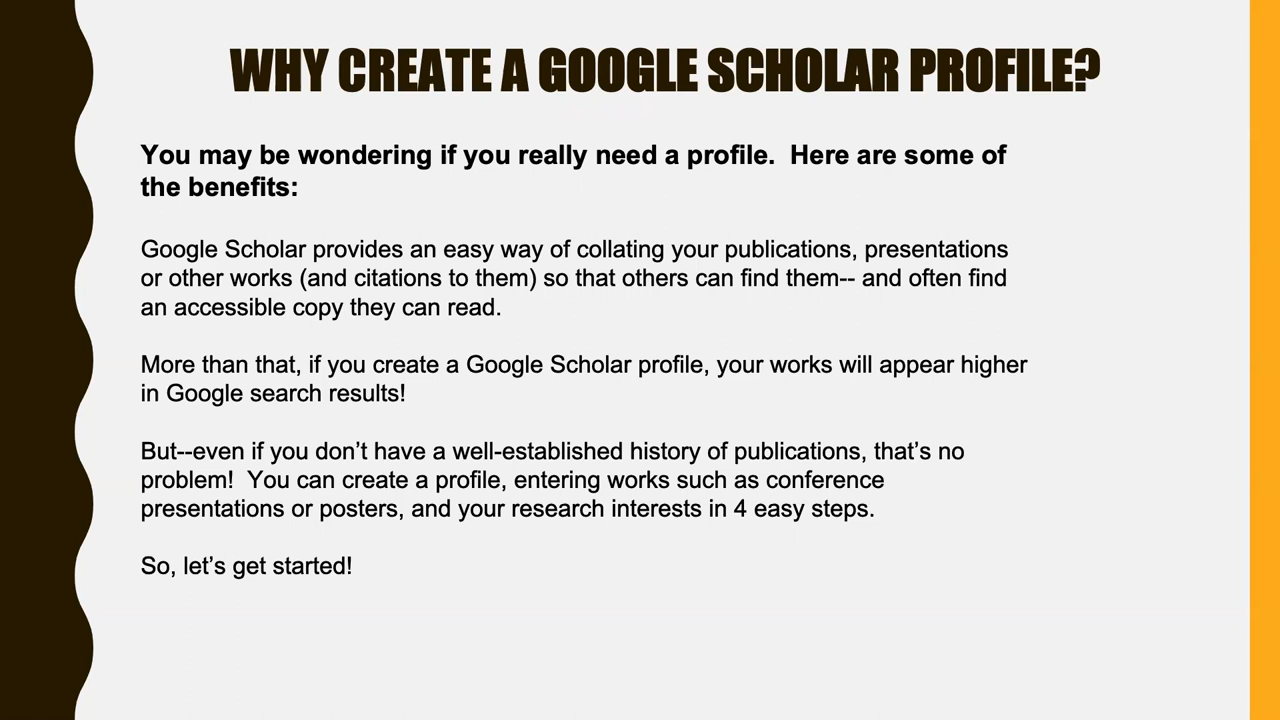 WHY CREATE A GOOGLE SCHOLAR PROFILE?
You may be wondering if you really need a profile.  Here are some of
the benefits:
Google Scholar provides an easy way of collating your publications, presentations
or other works (and citations to them) so that others can find them-- and often find
an accessible copy they can read.
More than that, if you create a Google Scholar profile, your works will appear higher
in Google search results!
But--even if you don’t have a well-established history of publications, that’s no
problem!  You can create a profile, entering works such as conference
presentations or posters, and your research interests in 4 easy steps.
So, let’s get started!